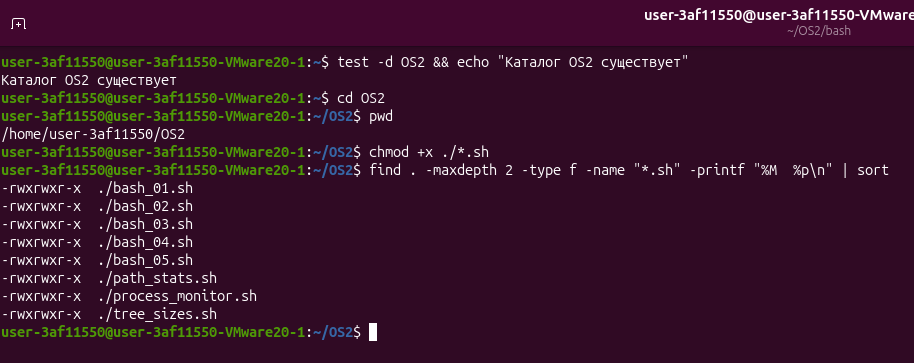 user-3af11550@user-3af11550-VMware
~/OS2/bash
user-3af11550@user-3af11550-VMware20-1:~$ test -d OS2 && echo "Каталог OS2 существует"
Каталог OS2 существует
user-3af11550@user-3af11550-VMware20-1:~$ cd OS2
user-3af11550@user-3af11550-VMware20-1:~/OS2$ pwd
/home/user-3af11550/OS2
user-3af11550@user-3af11550-VMware20-1:~/OS2$ chmod +x ./*.sh
user-3af11550@user-3af11550-VMware20-1:~/OS2$ find . -maxdepth 2 -type f -name "*.sh" -printf "%M  %p\n" | sort
-rwxrwxr-x  ./bash_01.sh
-rwxrwxr-x  ./bash_02.sh
-rwxrwxr-x  ./bash_03.sh
-rwxrwxr-x  ./bash_04.sh
-rwxrwxr-x  ./bash_05.sh
-rwxrwxr-x  ./path_stats.sh
-rwxrwxr-x  ./process_monitor.sh
-rwxrwxr-x  ./tree_sizes.sh
user-3af11550@user-3af11550-VMware20-1:~/OS2$